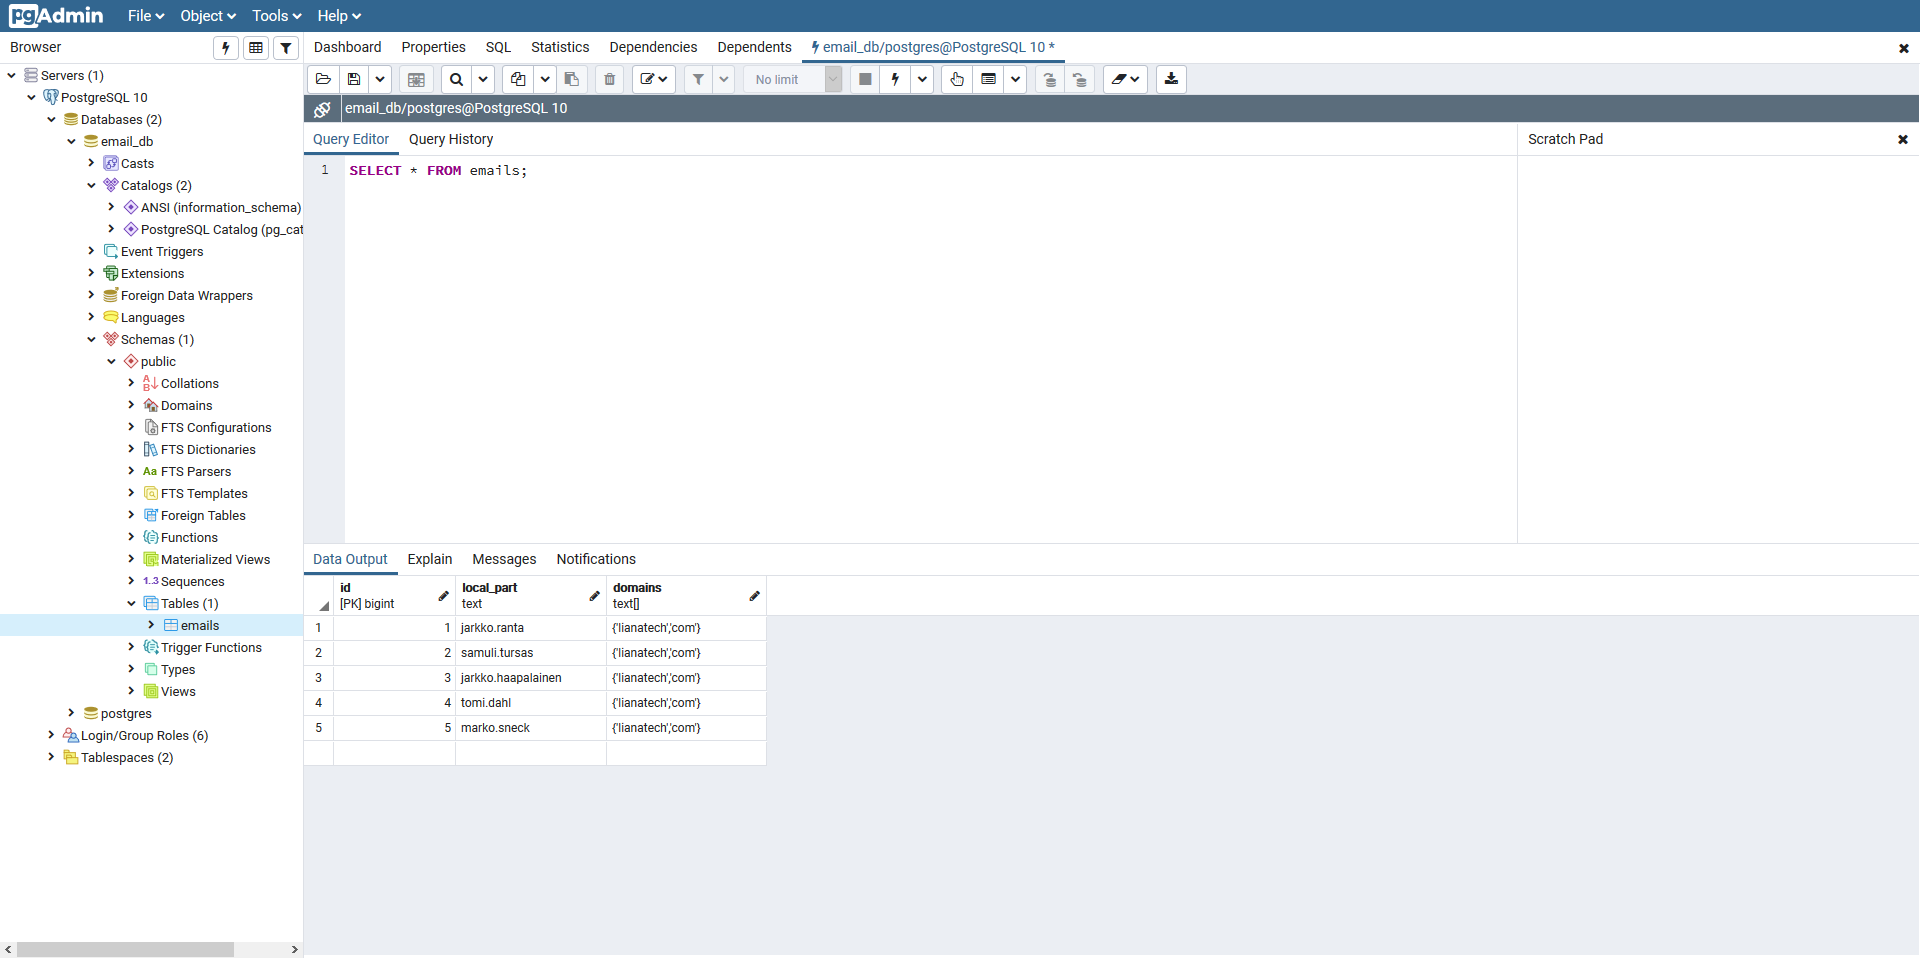 pgAdmin File Object Tools Help
Browser
Dashboard Properties SQL Statistics Dependencies Dependents email_db/postgres@PostgreSQL 10 *
Servers (1)
PostgreSQL 10
Databases (2)
email_db
Casts
Catalogs (2)
ANSI (information_schema)
PostgreSQL Catalog (pg_cat
Event Triggers
Extensions
Foreign Data Wrappers
Languages
Schemas (1)
public
A
B
Collations
Domains
FTS Configurations
FTS Dictionaries
Aa FTS Parsers
FTS Templates
Foreign Tables
Functions
Materialized Views
1..3 Sequences
Tables (1)
emails
Trigger Functions
Types
Views
postgres
Login/Group Roles (6)
Tablespaces (2)
No limit
email_db/postgres@PostgreSQL 10
Query Editor Query History
Scratch Pad
1 SELECT * FROM emails;
Data Output Explain Messages Notifications
id local_part domains
[PK] bigint text text[]
1 1 jarkko.ranta {'lianatech','com'}
2 2 samuli.tursas {'lianatech','com'}
3 3 jarkko.haapalainen {'lianatech','com'}
4 4 tomi.dahl {'lianatech','com'}
5 5 marko.sneck {'lianatech','com'}